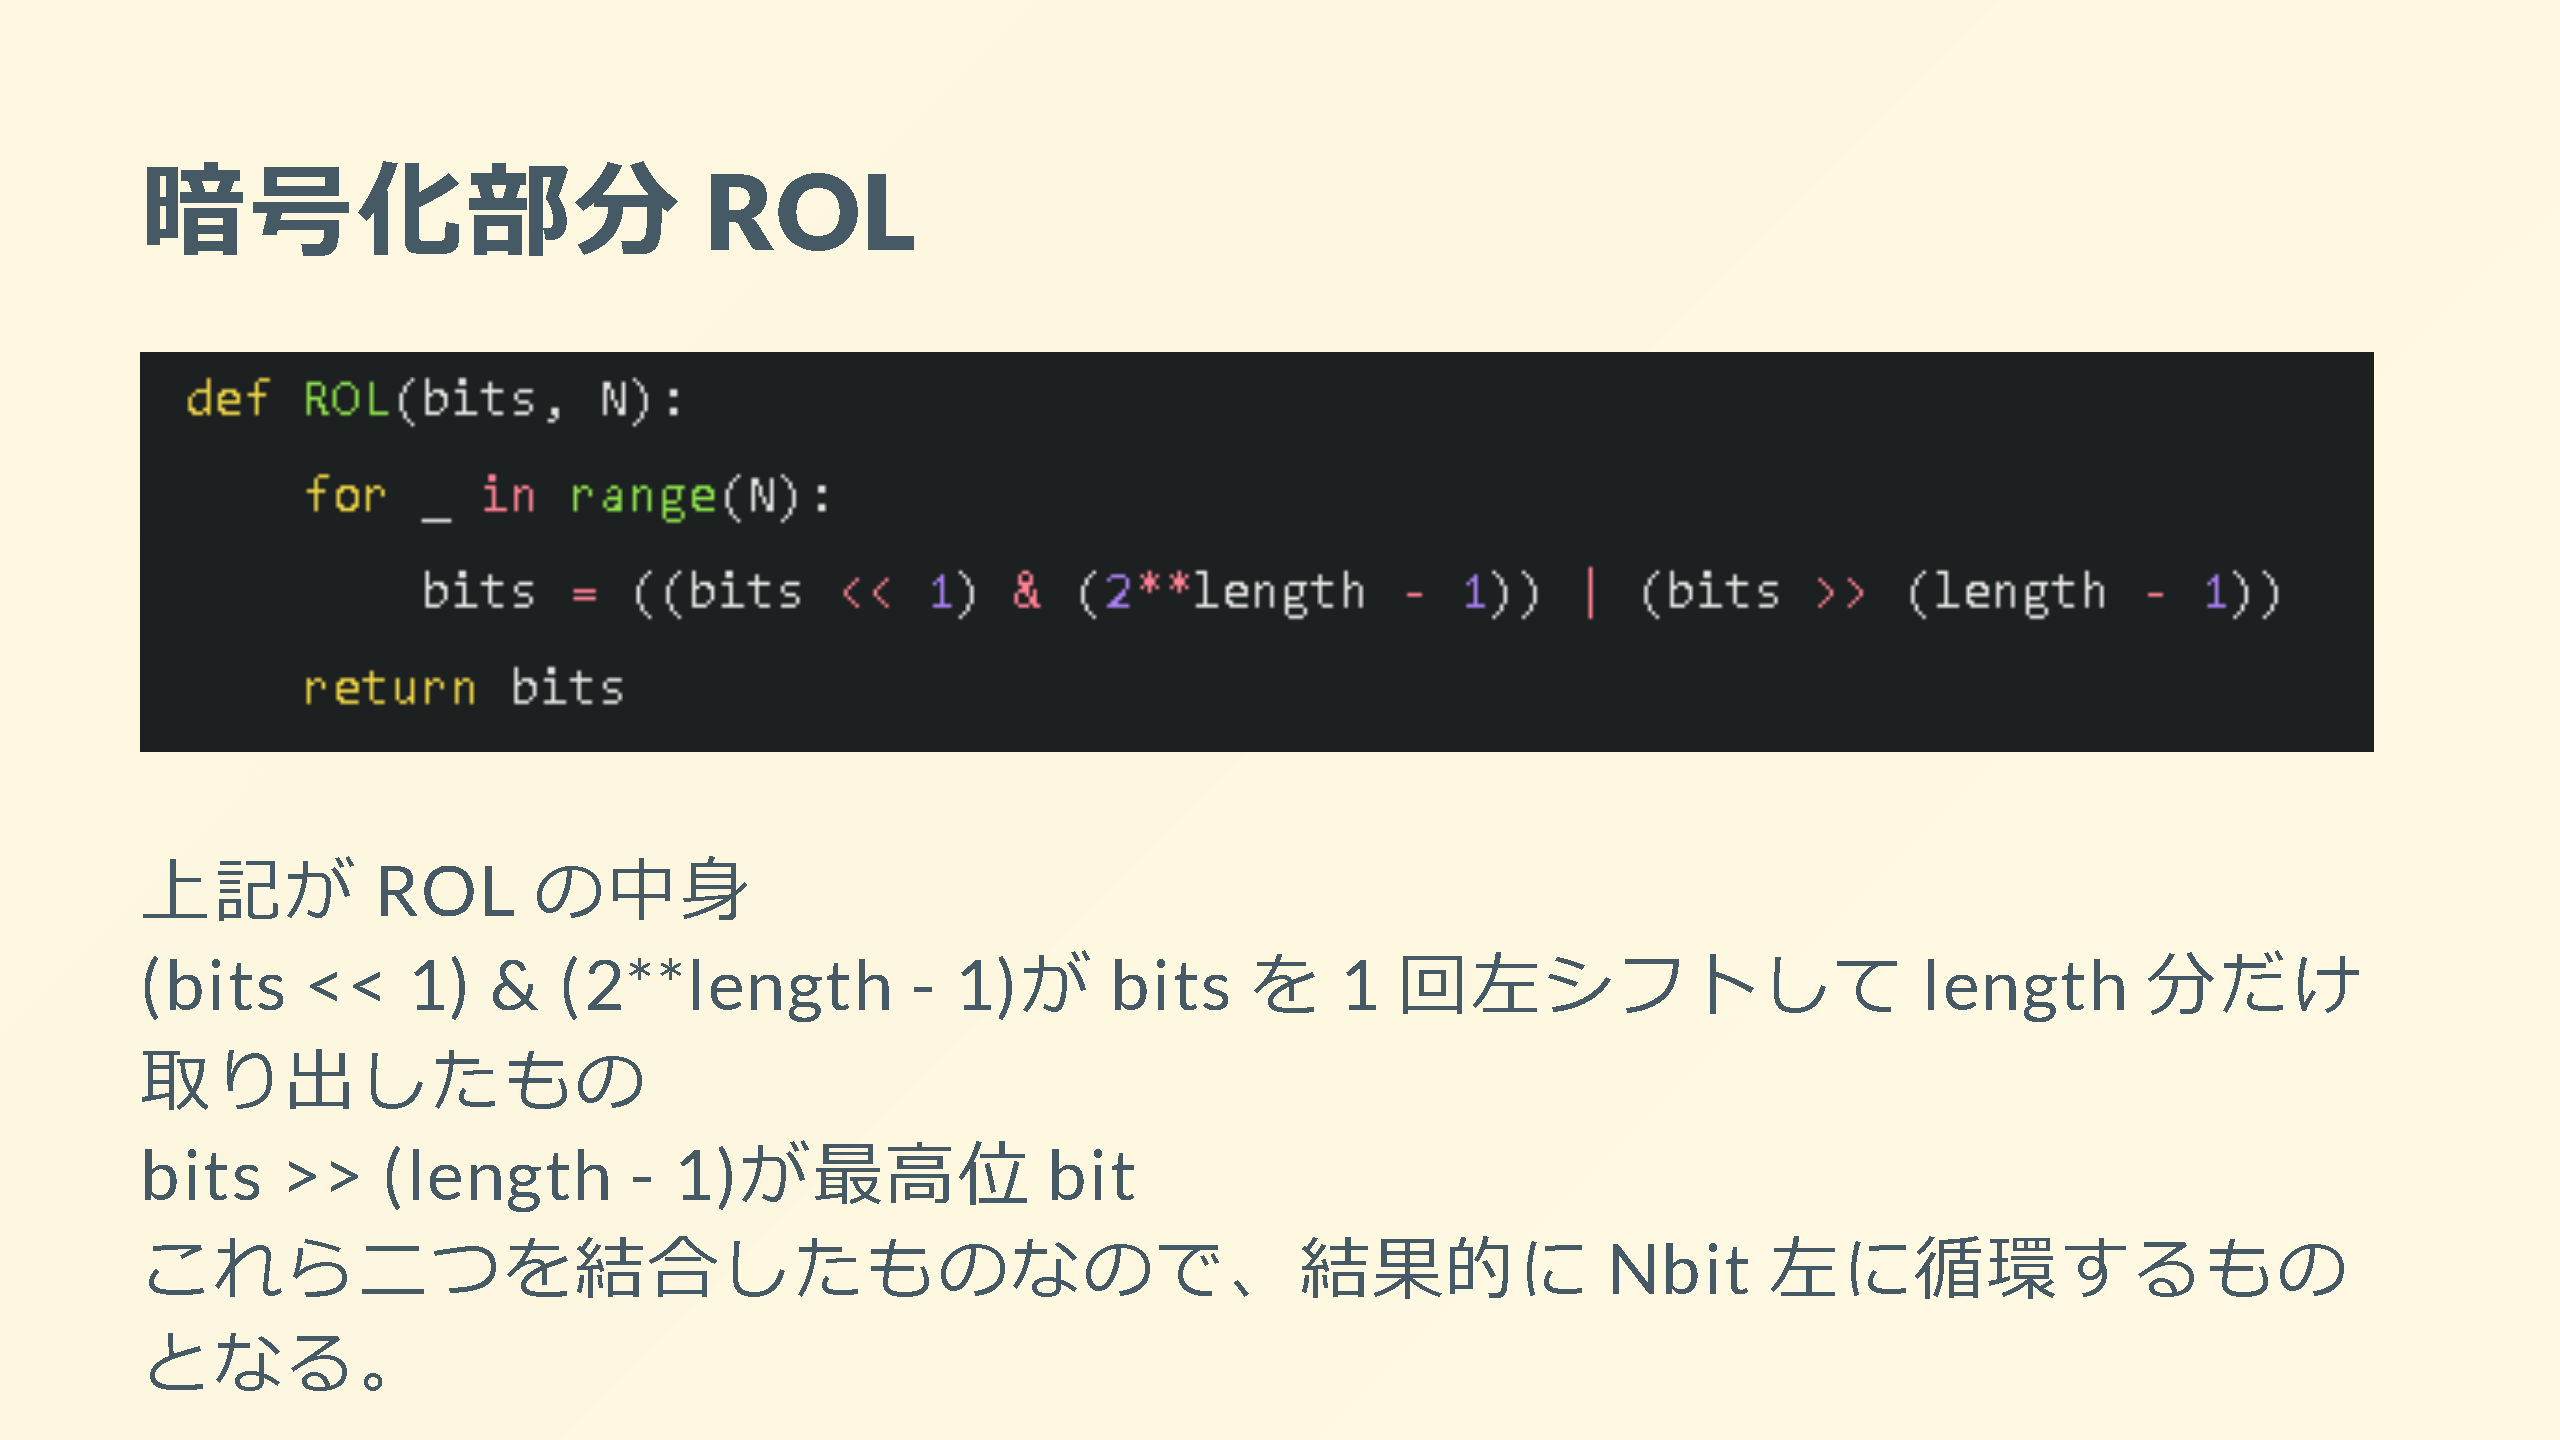 暗号化部分 ROL
def ROL(bits, N):
    for _ in range(N):
        bits = ((bits << 1) & (2**length - 1)) | (bits >> (length - 1))
    return bits
上記が ROL の中身
(bits << 1) & (2**length - 1)が bits を 1 回左シフトして length 分だけ
取り出したもの
bits >> (length - 1)が最高位 bit
これら二つを結合したものなので、結果的に Nbit 左に循環するもの
となる。